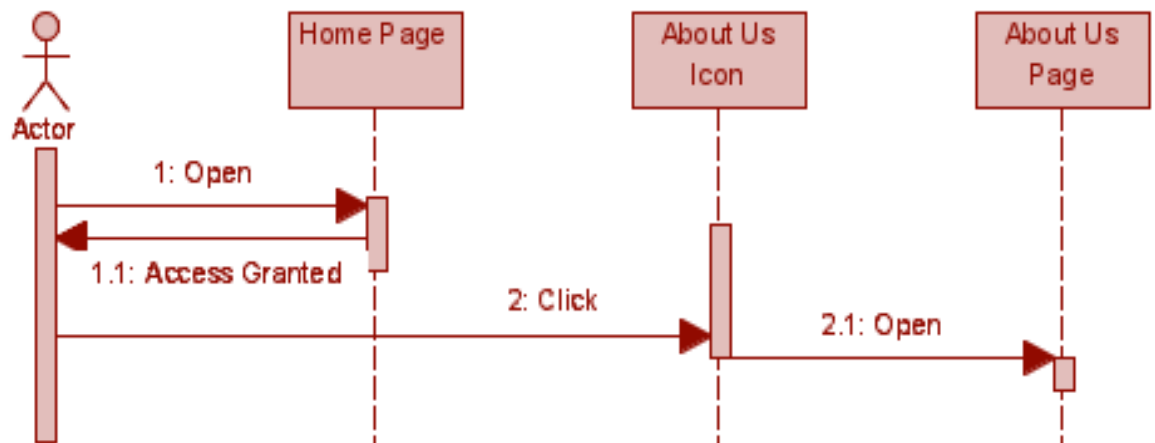 Home Page
About Us
Icon
About Us
Page
Actor
1: Open
1.1: Access Granted
2: Click
2.1: Open